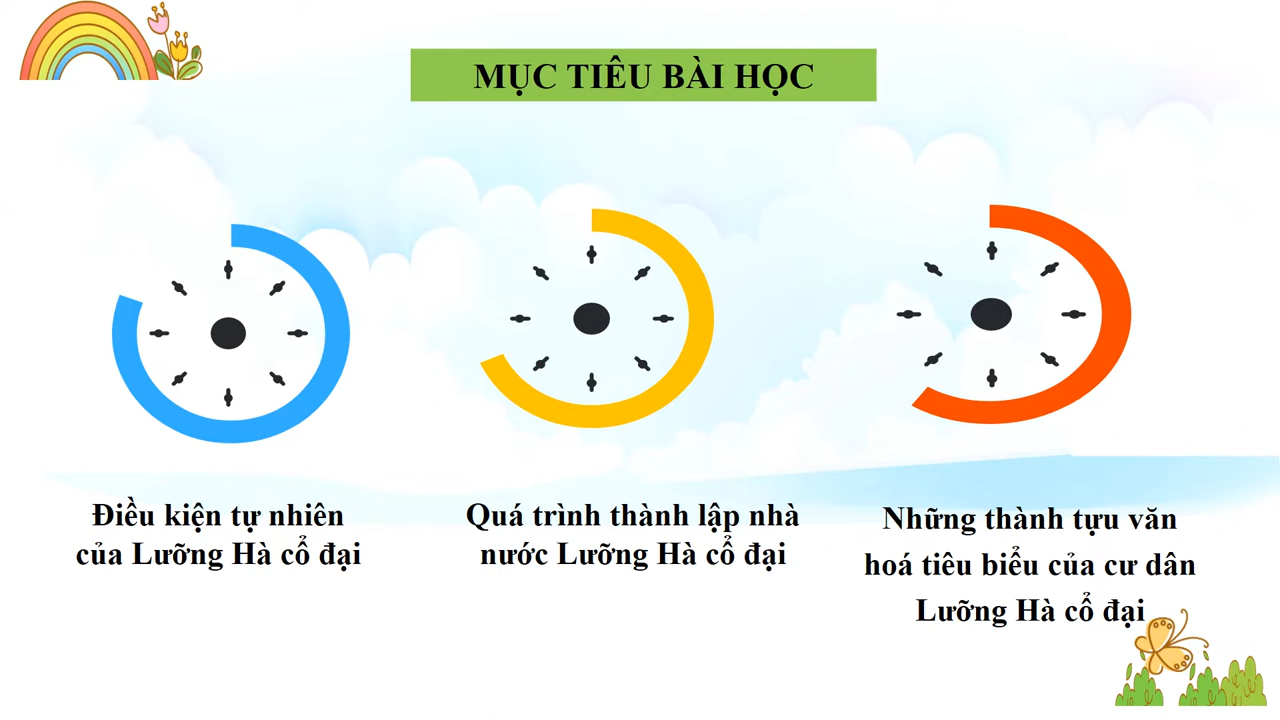 MỤC TIÊU BÀI HỌC
Điều kiện tự nhiên
của Lưỡng Hà cổ đại
Quá trình thành lập nhà
nước Lưỡng Hà cổ đại
Những thành tựu văn
hoá tiêu biểu của cư dân
Lưỡng Hà cổ đại